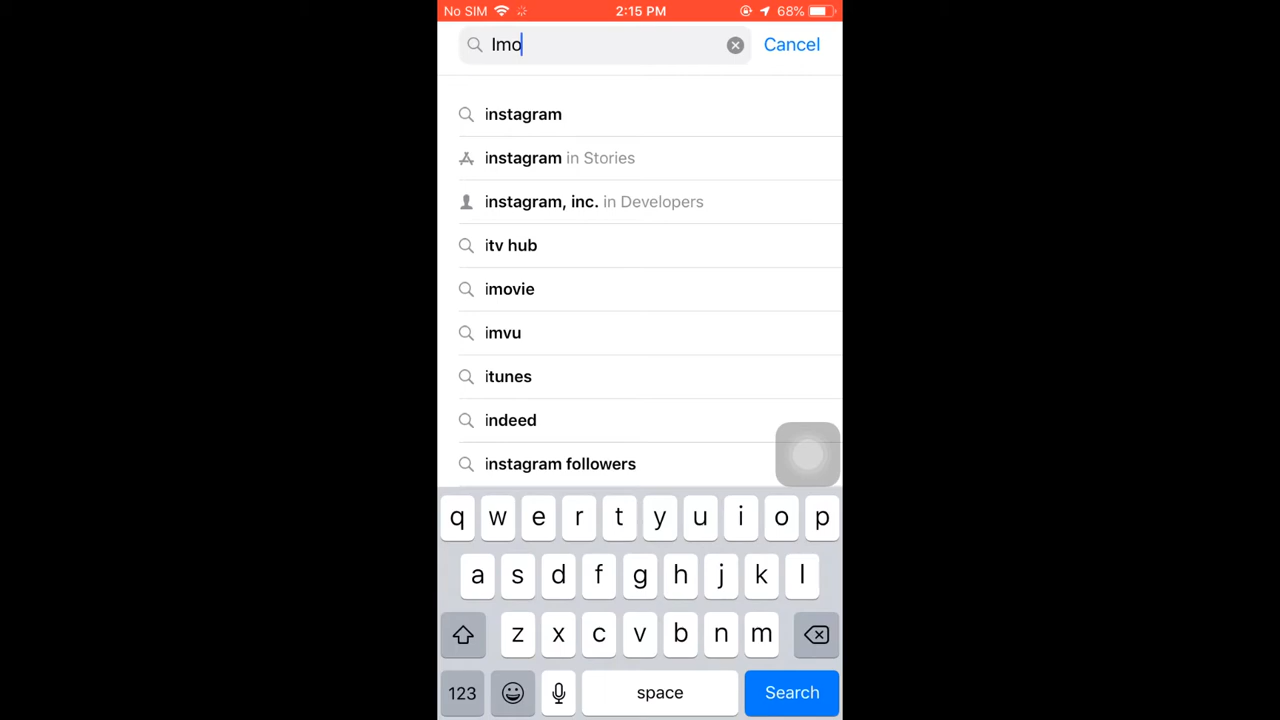 No SIM 2:15 PM 68%
Imo Cancel
instagram
instagram in Stories
instagram, inc. in Developers
itv hub
imovie
imvu
itunes
indeed
instagram followers
q w e r t y u i o p
a s d f g h j k l
z x c v b n m
123 space Search